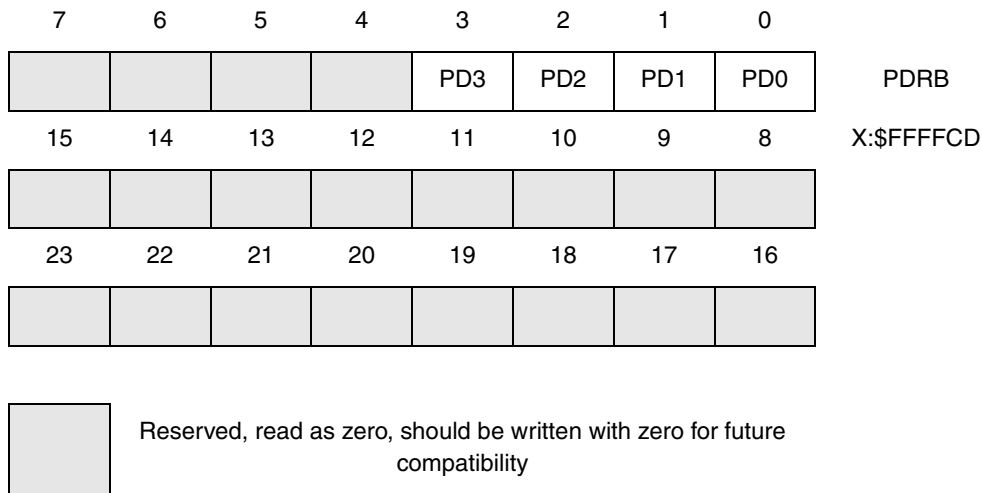 7 6 5 4 3 2 1 0
PD3 PD2 PD1 PD0 PDRB
15 14 13 12 11 10 9 8 X:$FFFFCD
23 22 21 20 19 18 17 16
Reserved, read as zero, should be written with zero for future
compatibility